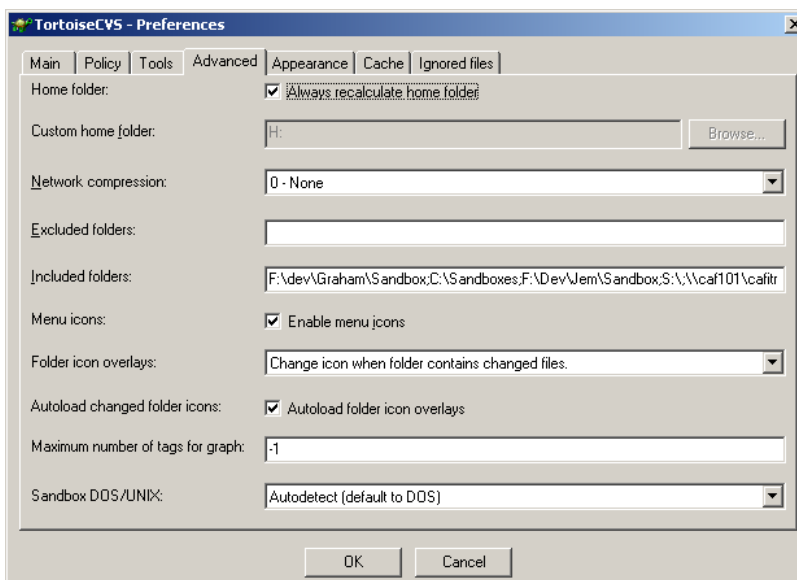 TortoiseCVS - Preferences
Main Policy Tools Advanced Appearance Cache Ignored files
Home folder: Always recalculate home folder
Custom home folder: H: Browse...
Network compression: 0 - None
Excluded folders:
Included folders: F:\dev\Graham\Sandbox;C:\Sandboxes;F:\Dev\Jem\Sandbox;S:\;\\caf101\cafitr
Menu icons: Enable menu icons
Folder icon overlays: Change icon when folder contains changed files.
Autoload changed folder icons: Autoload folder icon overlays
Maximum number of tags for graph: -1
Sandbox DOS/UNIX: Autodetect (default to DOS)
OK Cancel